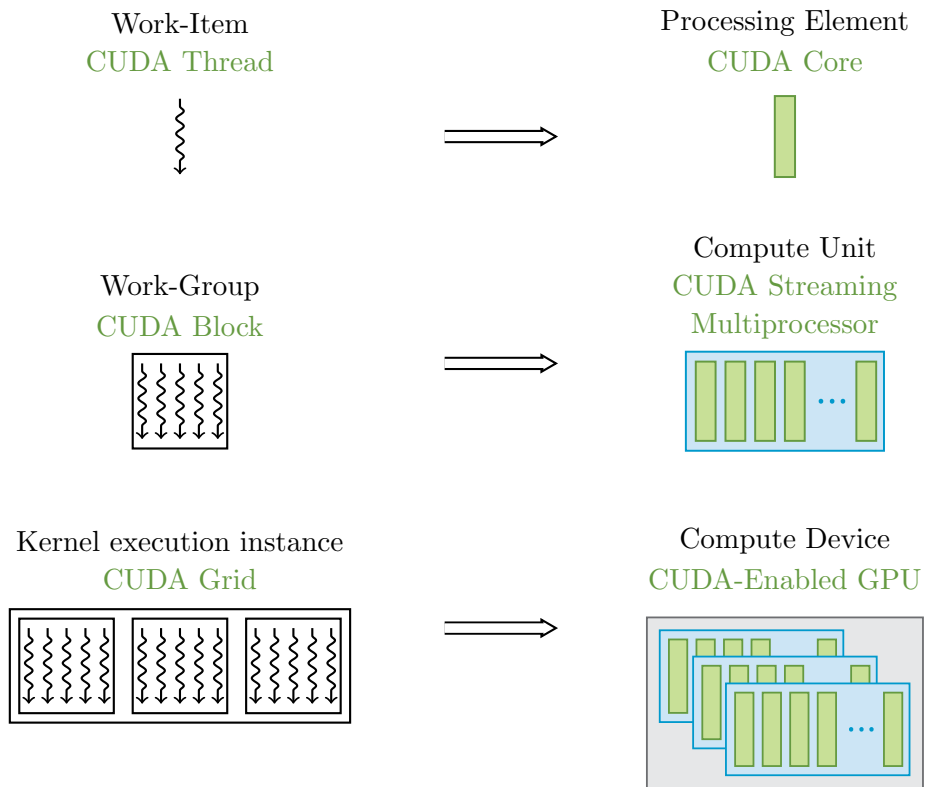 Work-Item
CUDA Thread
Processing Element
CUDA Core
Work-Group
CUDA Block
Compute Unit
CUDA Streaming
Multiprocessor
Kernel execution instance
CUDA Grid
Compute Device
CUDA-Enabled GPU